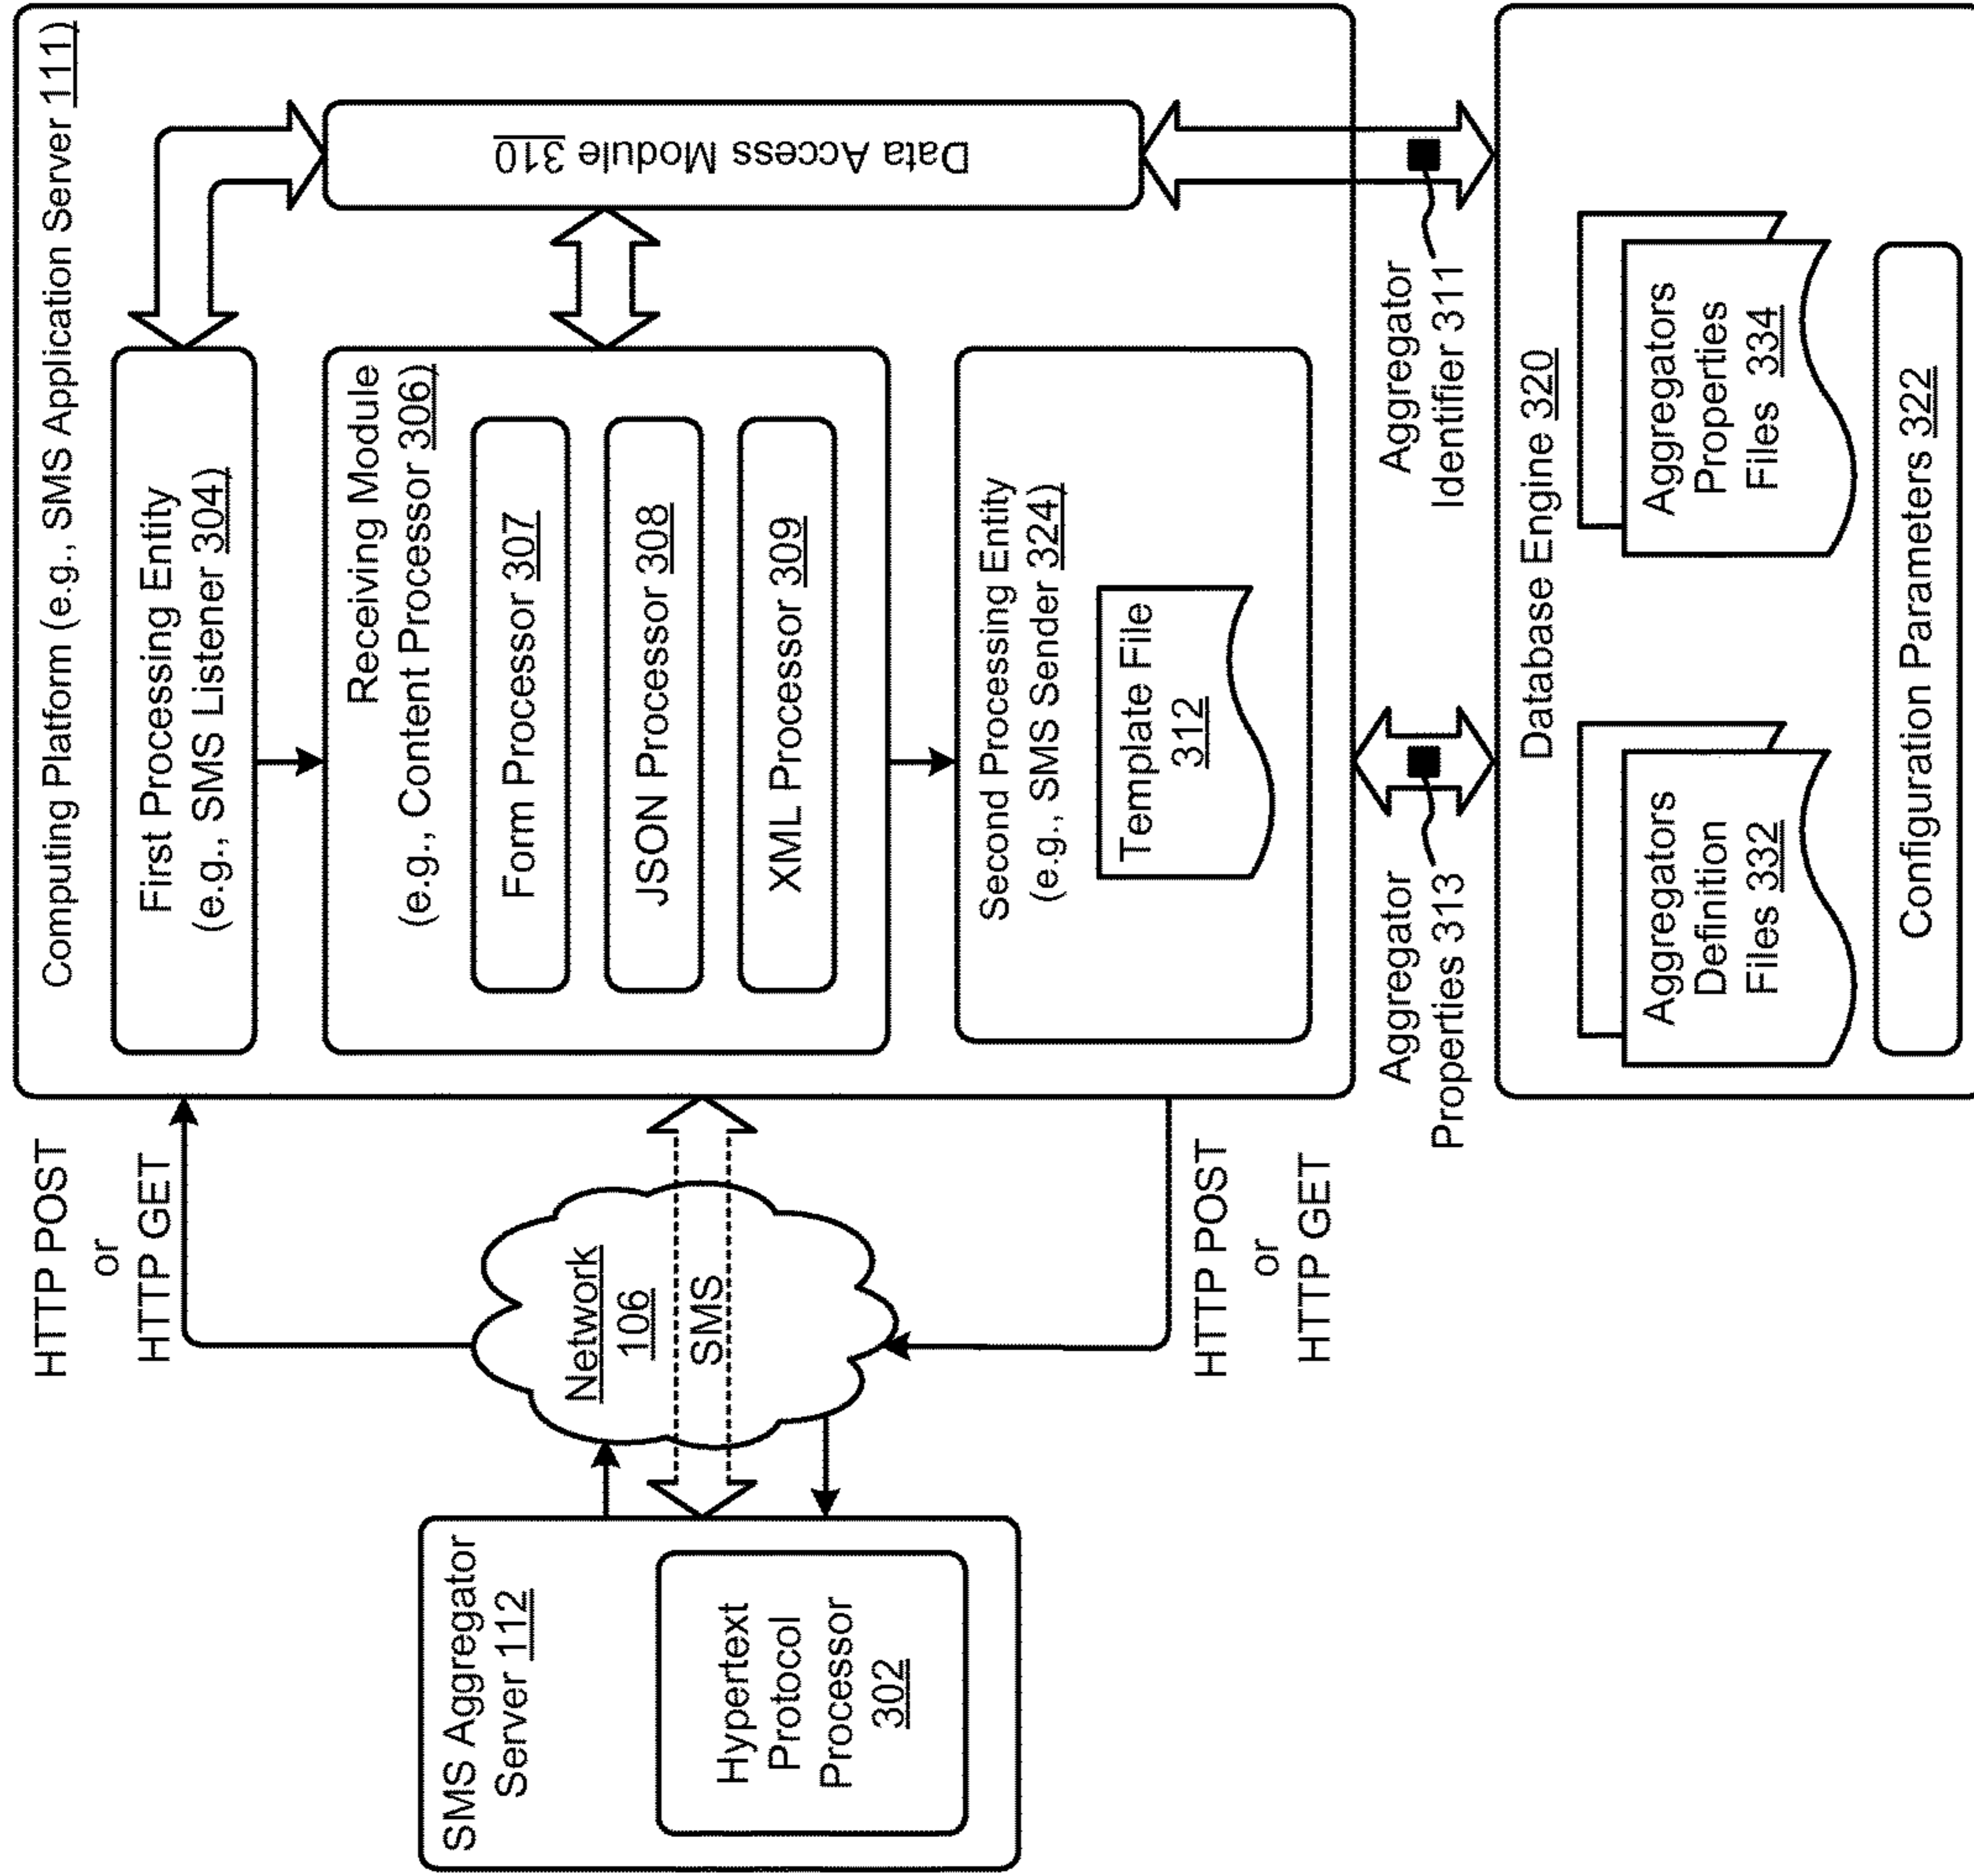 Computing Platform (e.g., SMS Application Server 111)
First Processing Entity
(e.g., SMS Listener 304)
Receiving Module
(e.g., Content Processor 306)
Form Processor 307
JSON Processor 308
XML Processor 309
Second Processing Entity
(e.g., SMS Sender 324)
Template File
312
Data Access Module 310
HTTP POST
or
HTTP GET
Network
106
SMS
HTTP POST
or
HTTP GET
SMS Aggregator
Server 112
Hypertext
Protocol
Processor
302
Aggregator
Properties 313
Aggregator
Identifier 311
Database Engine 320
Aggregators
Definition
Files 332
Aggregators
Properties
Files 334
Configuration Parameters 322